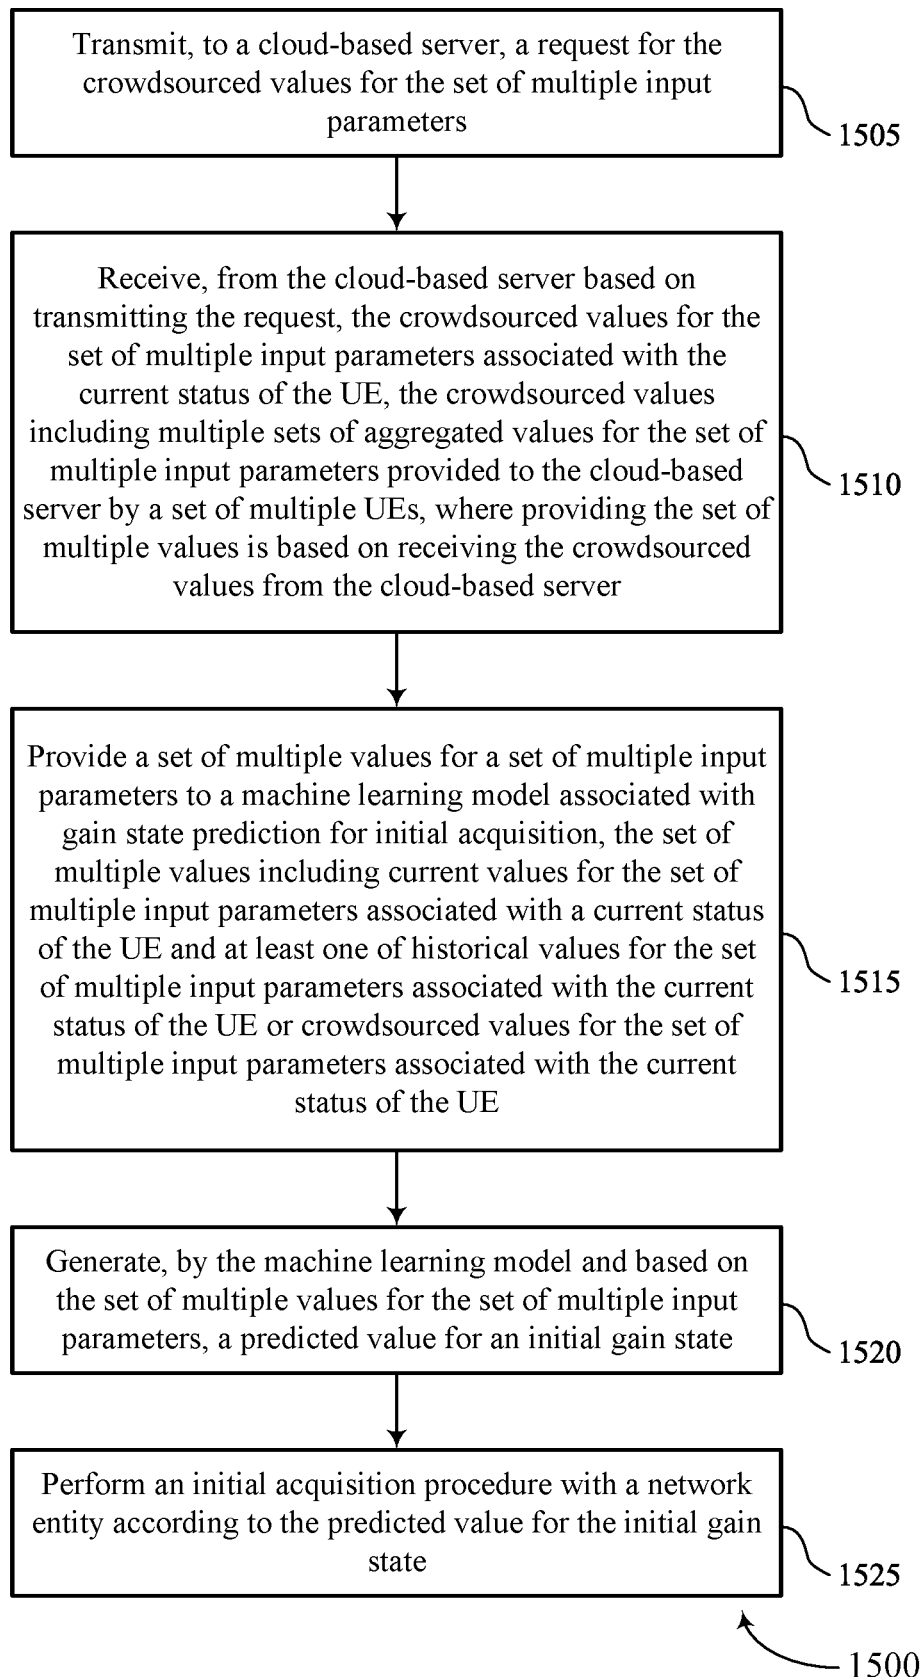 Transmit, to a cloud-based server, a request for the
crowdsourced values for the set of multiple input
parameters
1505
Receive, from the cloud-based server based on
transmitting the request, the crowdsourced values for the
set of multiple input parameters associated with the
current status of the UE, the crowdsourced values
including multiple sets of aggregated values for the set of
multiple input parameters provided to the cloud-based
server by a set of multiple UEs, where providing the set of
multiple values is based on receiving the crowdsourced
values from the cloud-based server
1510
Provide a set of multiple values for a set of multiple input
parameters to a machine learning model associated with
gain state prediction for initial acquisition, the set of
multiple values including current values for the set of
multiple input parameters associated with a current status
of the UE and at least one of historical values for the set
of multiple input parameters associated with the current
status of the UE or crowdsourced values for the set of
multiple input parameters associated with the current
status of the UE
1515
Generate, by the machine learning model and based on
the set of multiple values for the set of multiple input
parameters, a predicted value for an initial gain state
1520
Perform an initial acquisition procedure with a network
entity according to the predicted value for the initial gain
state
1525
1500